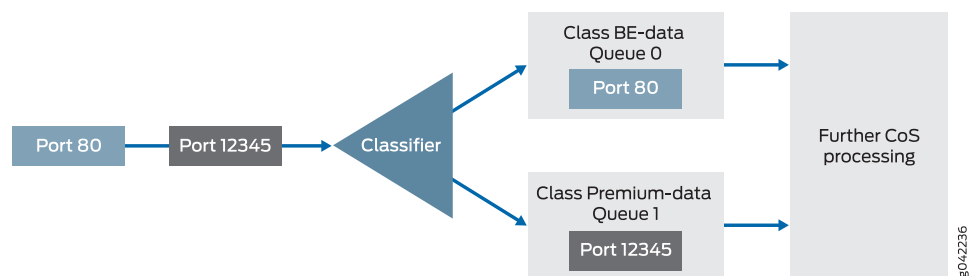 Port 80
Port 12345
Classifier
Class BE-data
Queue 0
Port 80
Class Premium-data
Queue 1
Port 12345
Further CoS
processing
g042236